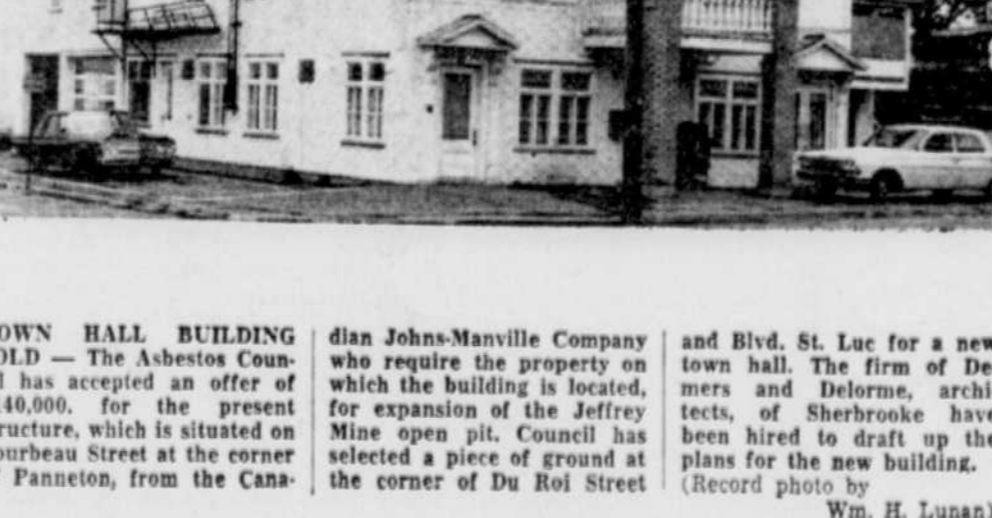 OWN HALL BUILDING
OLD — The Asbestos Coun-
l has accepted an offer of
40,000. for the present
ructure, which is situated on
ourbeau Street at the corner
f Panneton, from the Cana-
dian Johns-Manville Company
who require the property on
which the building is located,
for expansion of the Jeffrey
Mine open pit. Council has
selected a piece of ground at
the corner of Du Roi Street
and Blvd. St. Luc for a new
town hall. The firm of De
mers and Delorme, archi
tects, of Sherbrooke have
been hired to draft up the
plans for the new building.
(Record photo by
Wm. H. Lunan)